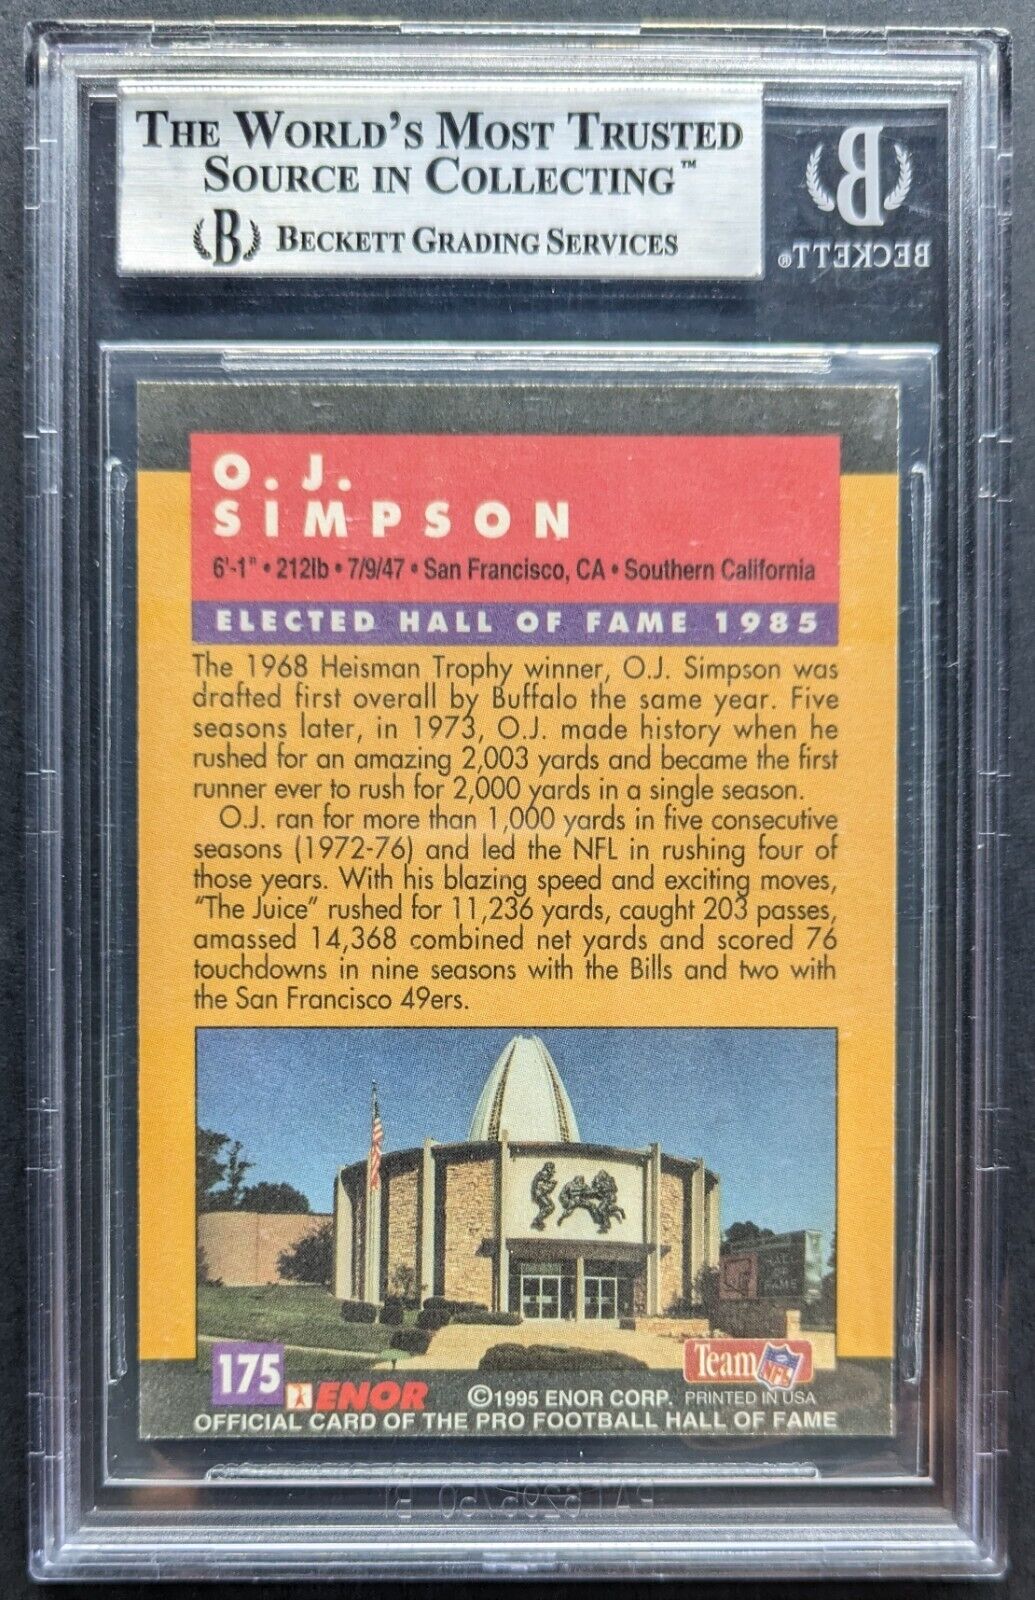 THE WORLD'S MOST TRUSTED
SOURCE IN COLLECTING™
B BECKETT GRADING SERVICES
B
BECKETT®
O.J.
SIMPSON
6'-1" • 212lb • 7/9/47 • San Francisco, CA • Southern California
ELECTED HALL OF FAME 1985
The 1968 Heisman Trophy winner, O.J. Simpson was
drafted first overall by Buffalo the same year. Five
seasons later, in 1973, O.J. made history when he
rushed for an amazing 2,003 yards and became the first
runner ever to rush for 2,000 yards in a single season.
O.J. ran for more than 1,000 yards in five consecutive
seasons (1972-76) and led the NFL in rushing four of
those years. With his blazing speed and exciting moves,
"The Juice" rushed for 11,236 yards, caught 203 passes,
amassed 14,368 combined net yards and scored 76
touchdowns in nine seasons with the Bills and two with
the San Francisco 49ers.
175 ENOR ©1995 ENOR CORP. Team NFL PRINTED IN USA
OFFICIAL CARD OF THE PRO FOOTBALL HALL OF FAME